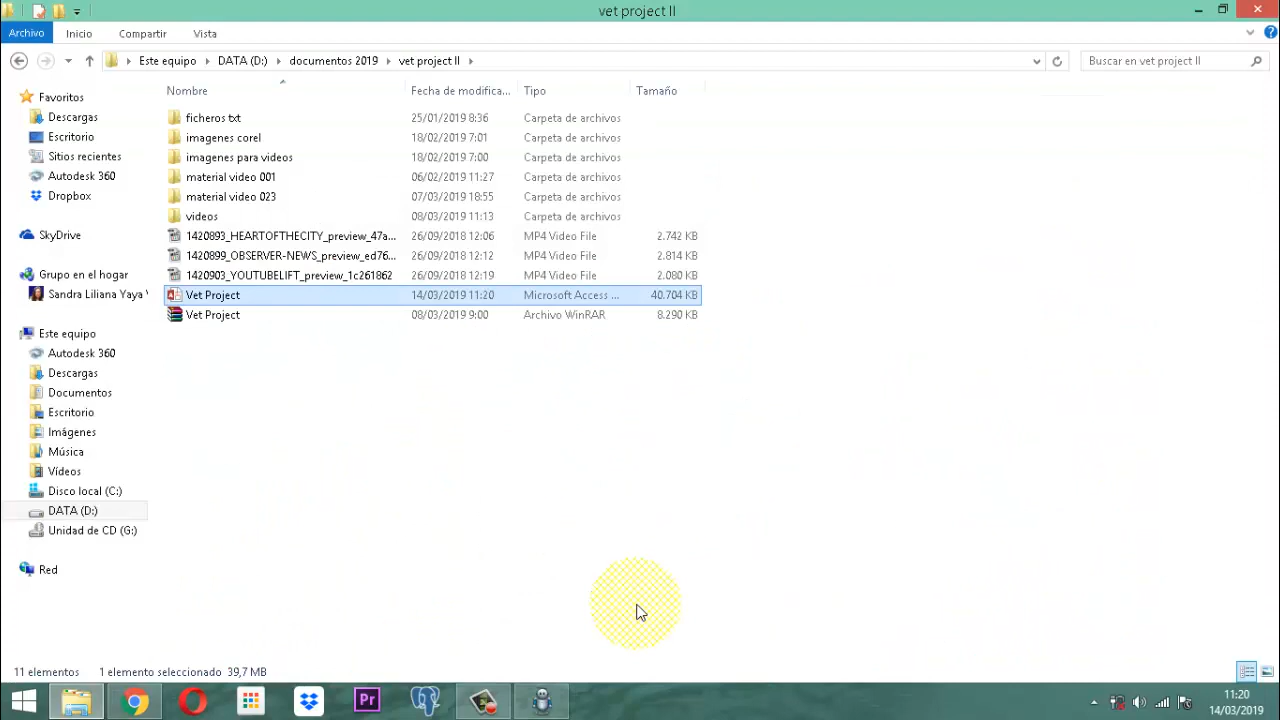 vet project II
Archivo Inicio Compartir Vista
Este equipo DATA (D:) documentos 2019 vet project II Buscar en vet project II
Nombre Fecha de modifica... Tipo Tamaño
Favoritos
Descargas
Escritorio
Sitios recientes
Autodesk 360
Dropbox
SkyDrive
Grupo en el hogar
Sandra Liliana Yaya
Este equipo
Autodesk 360
Descargas
Documentos
Escritorio
Imágenes
Música
Vídeos
Disco local (C:)
DATA (D:)
Unidad de CD (G:)
Red
ficheros txt 25/01/2019 8:36 Carpeta de archivos
imagenes corel 18/02/2019 7:01 Carpeta de archivos
imagenes para videos 18/02/2019 7:00 Carpeta de archivos
material video 001 06/02/2019 11:27 Carpeta de archivos
material video 023 07/03/2019 18:55 Carpeta de archivos
videos 08/03/2019 11:13 Carpeta de archivos
1420893_HEARTOFTHECITY_preview_47a... 26/09/2018 12:06 MP4 Video File 2.742 KB
1420899_OBSERVER-NEWS_preview_ed76... 26/09/2018 12:12 MP4 Video File 2.814 KB
1420903_YOUTUBELIFT_preview_1c261862 26/09/2018 12:19 MP4 Video File 2.080 KB
Vet Project 14/03/2019 11:20 Microsoft Access ... 40.704 KB
Vet Project 08/03/2019 9:00 Archivo WinRAR 8.290 KB
11 elementos 1 elemento seleccionado 39,7 MB
Pr
11:20
14/03/2019